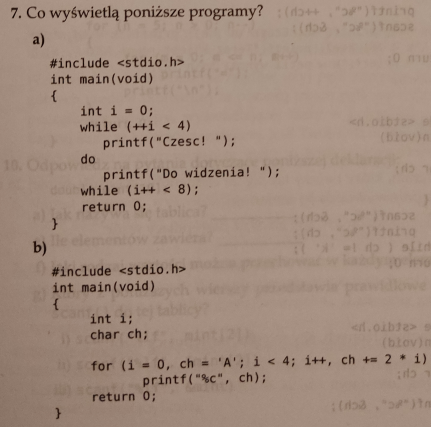 7. Co wyświetlą poniższe programy?
a)
#include <stdio.h>
int main(void)
{
int i = 0;
while (++i < 4)
printf("Czesc! ");
do
printf("Do widzenia! ");
while (i++ < 8);
return 0;
}
b)
#include <stdio.h>
int main(void)
{
int i;
char ch;
for (i = 0, ch = 'A'; i < 4; i++, ch += 2 * i)
printf("%c", ch);
return 0;
}